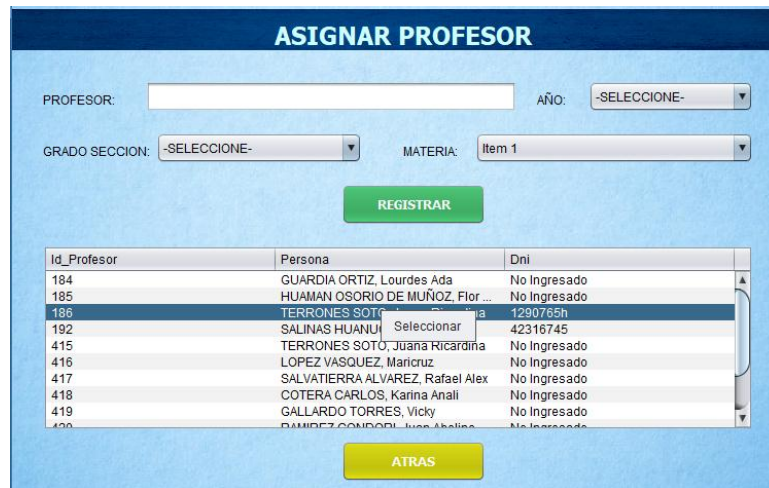 ASIGNAR PROFESOR
PROFESOR: AÑO: -SELECCIONE-
GRADO SECCION: -SELECCIONE- MATERIA: Item 1
REGISTRAR
Id_Profesor Persona Dni
184 GUARDIA ORTIZ, Lourdes Ada No Ingresado
185 HUAMAN OSORIO DE MUÑOZ, Flor ... No Ingresado
186 TERRONES SOTO, 1290765h
Seleccionar
192 SALINAS 42316745
415 TERRONES SOTO, Juana Ricardina No Ingresado
416 LOPEZ VASQUEZ, Maricruz No Ingresado
417 SALVATIERRA ALVAREZ, Rafael Alex No Ingresado
418 COTERA CARLOS, Karina Anali No Ingresado
419 GALLARDO TORRES, Vicky No Ingresado
ATRAS